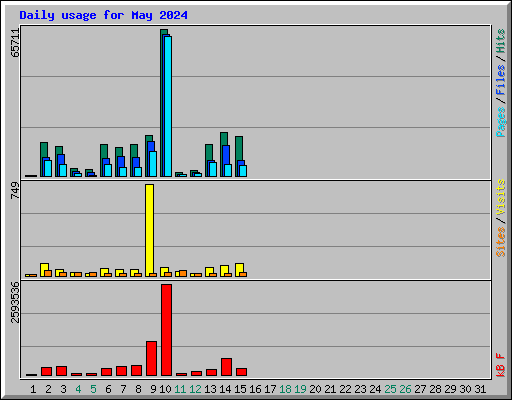 Daily usage for May 2024
65711
Pages / Files / Hits
749
Sites / Visits
2593536
kB F
1 2 3 4 5 6 7 8 9 10 11 12 13 14 15 16 17 18 19 20 21 22 23 24 25 26 27 28 29 30 31